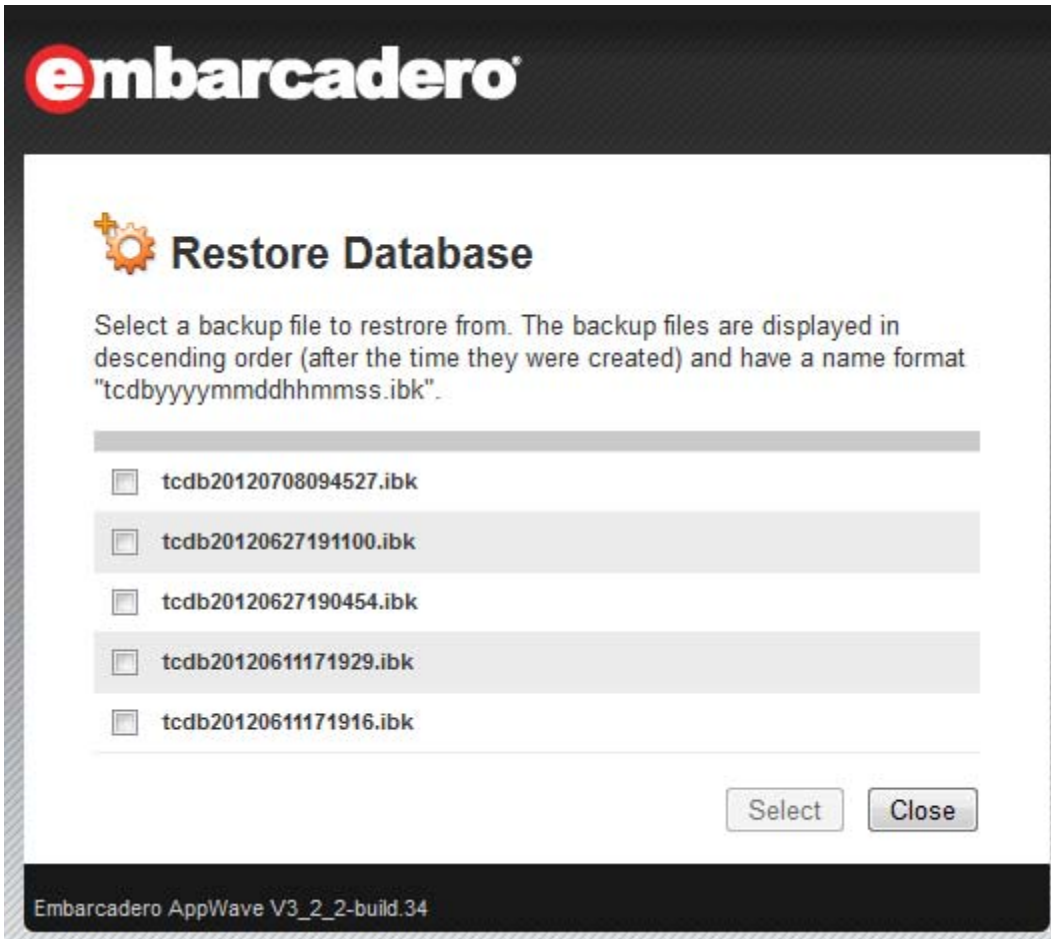 embarcadero®
Restore Database
Select a backup file to restrore from. The backup files are displayed in
descending order (after the time they were created) and have a name format
"tcdbyyyymmddhhmmss.ibk".
tcdb20120708094527.ibk
tcdb20120627191100.ibk
tcdb20120627190454.ibk
tcdb20120611171929.ibk
tcdb20120611171916.ibk
Select Close
Embarcadero AppWave V3_2_2-build.34